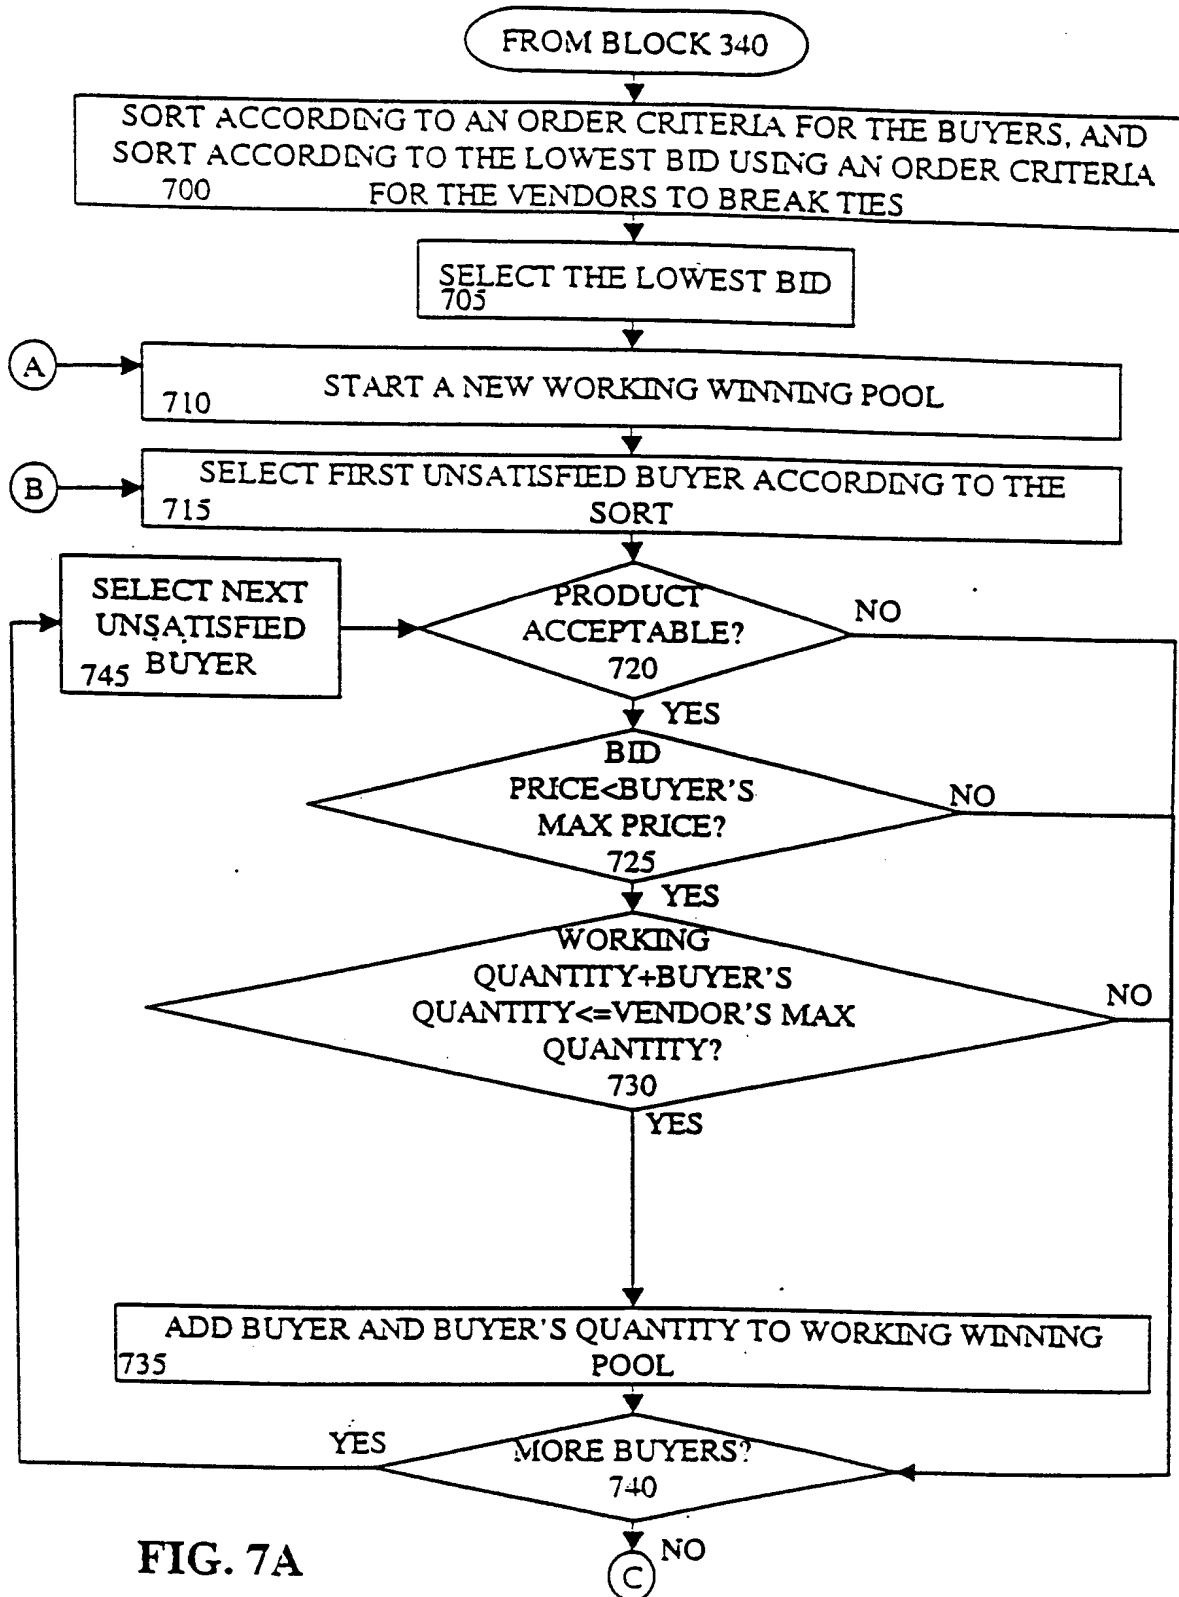 FROM BLOCK 340
SORT ACCORDING TO AN ORDER CRITERIA FOR THE BUYERS, AND
SORT ACCORDING TO THE LOWEST BID USING AN ORDER CRITERIA
700 FOR THE VENDORS TO BREAK TIES
SELECT THE LOWEST BID
705
A
START A NEW WORKING WINNING POOL
710
B
SELECT FIRST UNSATISFIED BUYER ACCORDING TO THE
715 SORT
SELECT NEXT
UNSATISFIED
745 BUYER
PRODUCT
ACCEPTABLE?
720
NO
YES
BID
PRICE<BUYER'S
MAX PRICE?
725
NO
YES
WORKING
QUANTITY+BUYER'S
QUANTITY<=VENDOR'S MAX
QUANTITY?
730
NO
YES
ADD BUYER AND BUYER'S QUANTITY TO WORKING WINNING
735 POOL
YES
MORE BUYERS?
740
NO
C
FIG. 7A